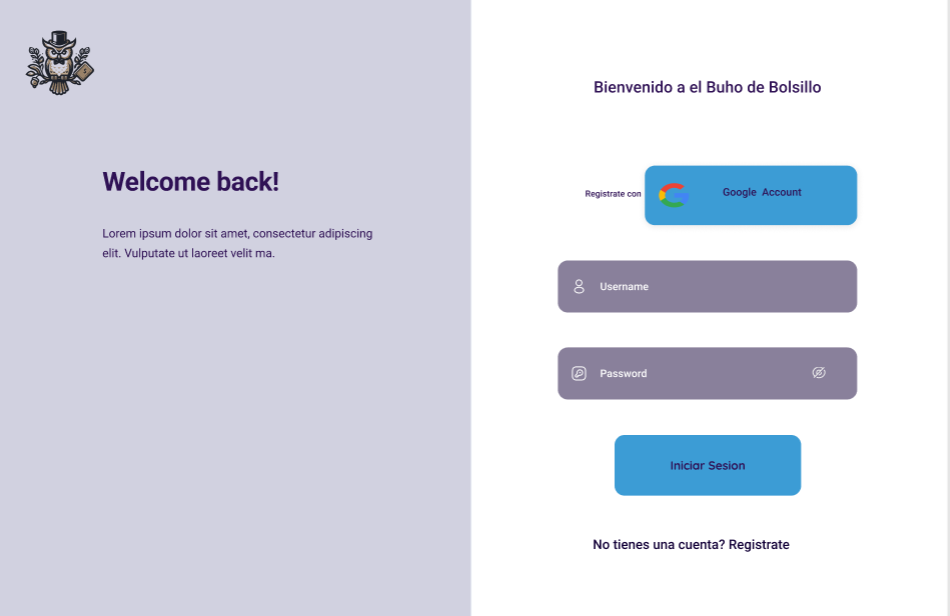 Welcome back!
Lorem ipsum dolor sit amet, consectetur adipiscing
elit. Vulputate ut laoreet velit ma.
Bienvenido a el Buho de Bolsillo
Registrate con
Google Account
Username
Password
Iniciar Sesion
No tienes una cuenta? Registrate